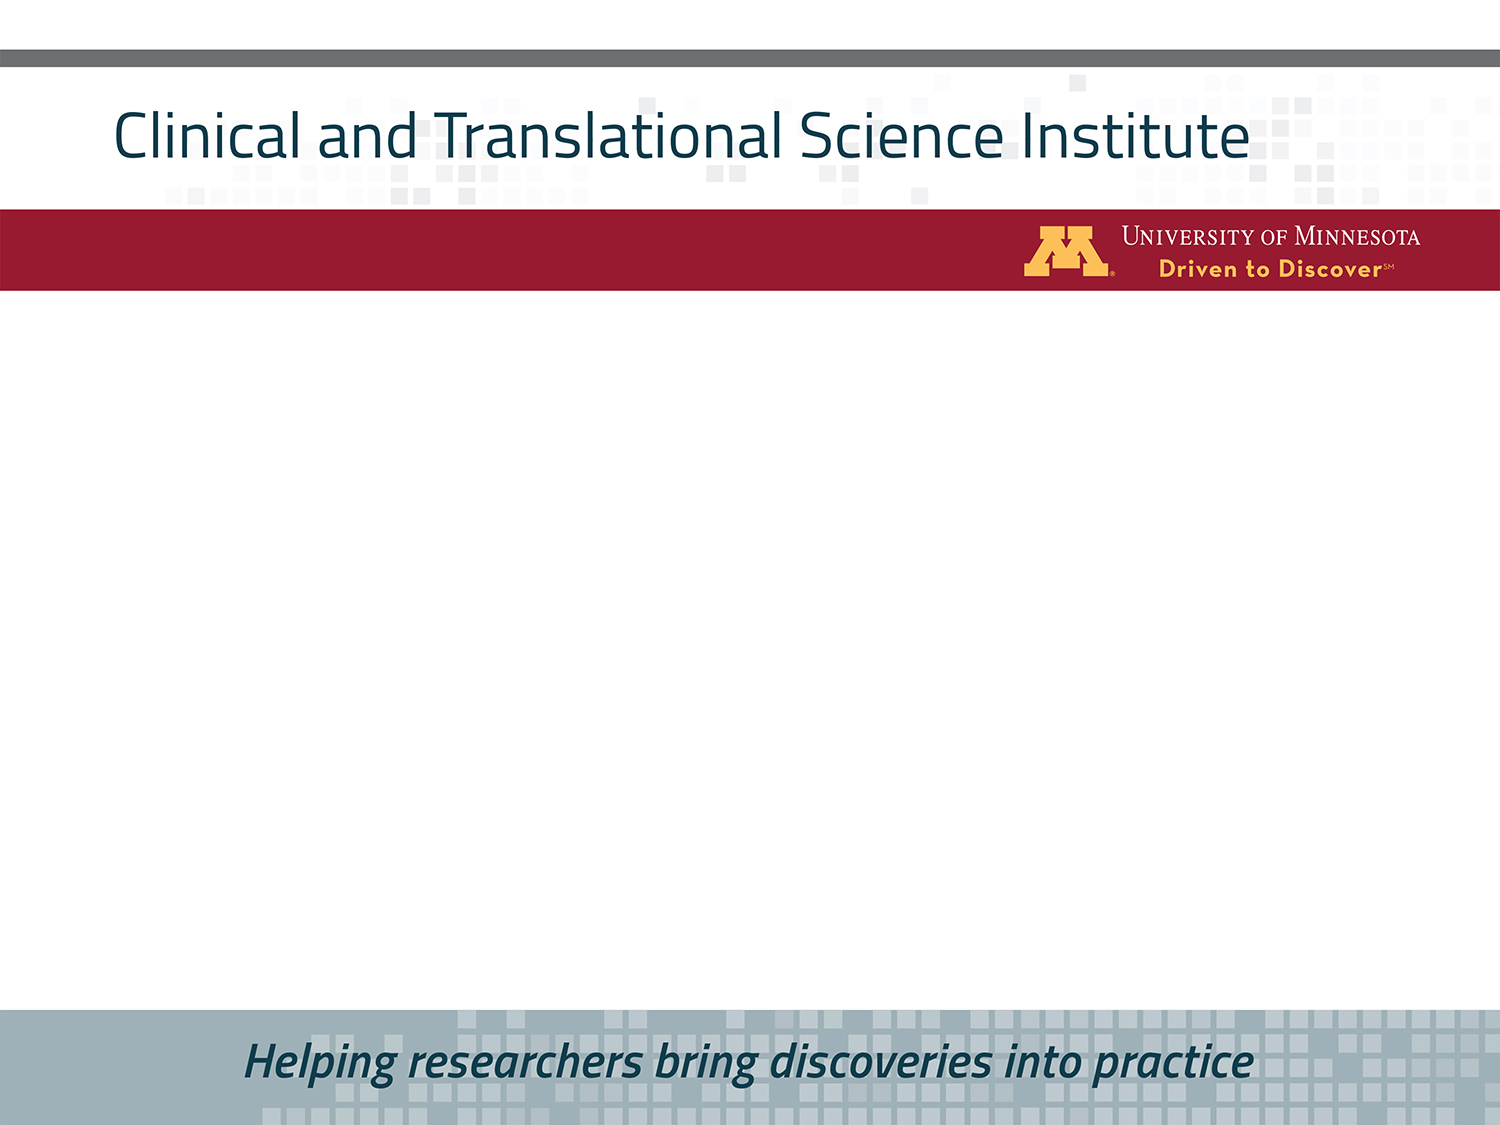 Clinical and Translational Science Institute
UNIVERSITY OF MINNESOTA
Driven to Discover℠
Helping researchers bring discoveries into practice